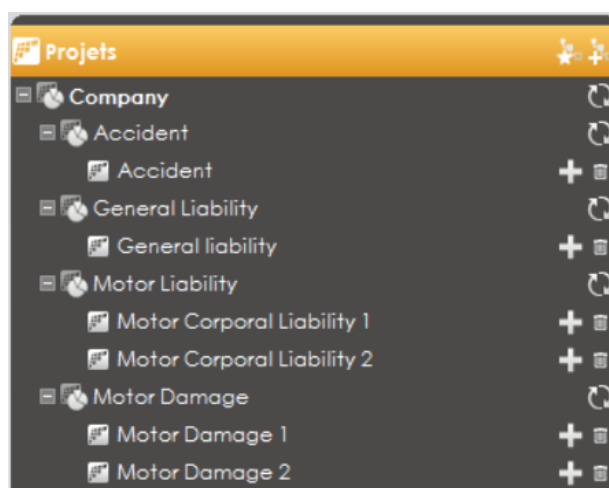 Projets
Company
Accident
Accident
General Liability
General liability
Motor Liability
Motor Corporal Liability 1
Motor Corporal Liability 2
Motor Damage
Motor Damage 1
Motor Damage 2